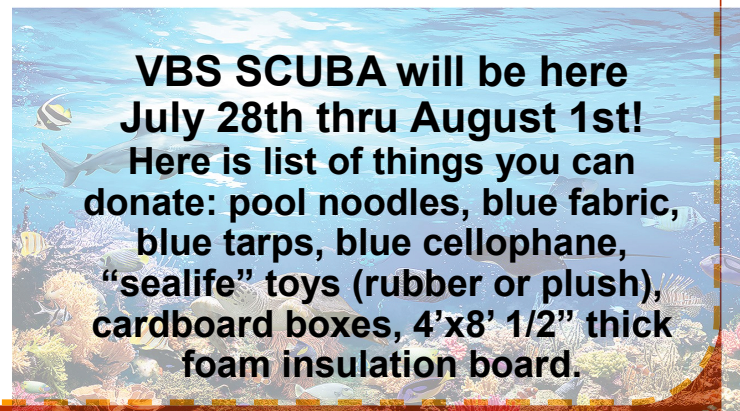 VBS SCUBA will be here
July 28th thru August 1st!
Here is list of things you can
donate: pool noodles, blue fabric,
blue tarps, blue cellophane,
“sealife” toys (rubber or plush),
cardboard boxes, 4’x8’ 1/2” thick
foam insulation board.